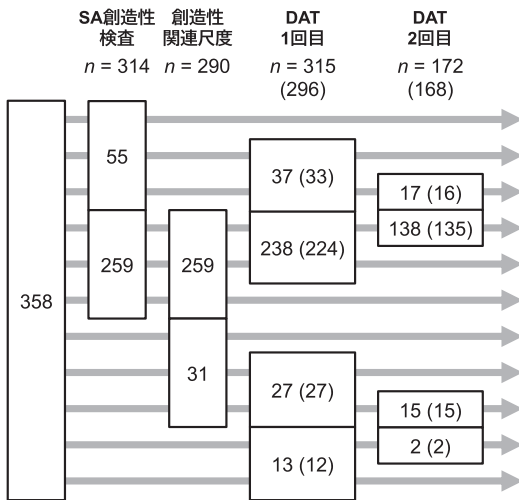 SA創造性
検査
n = 314
創造性
関連尺度
n = 290
DAT
1回目
n = 315
(296)
DAT
2回目
n = 172
(168)
358
55
259
259
31
37 (33)
238 (224)
27 (27)
13 (12)
17 (16)
138 (135)
15 (15)
2 (2)